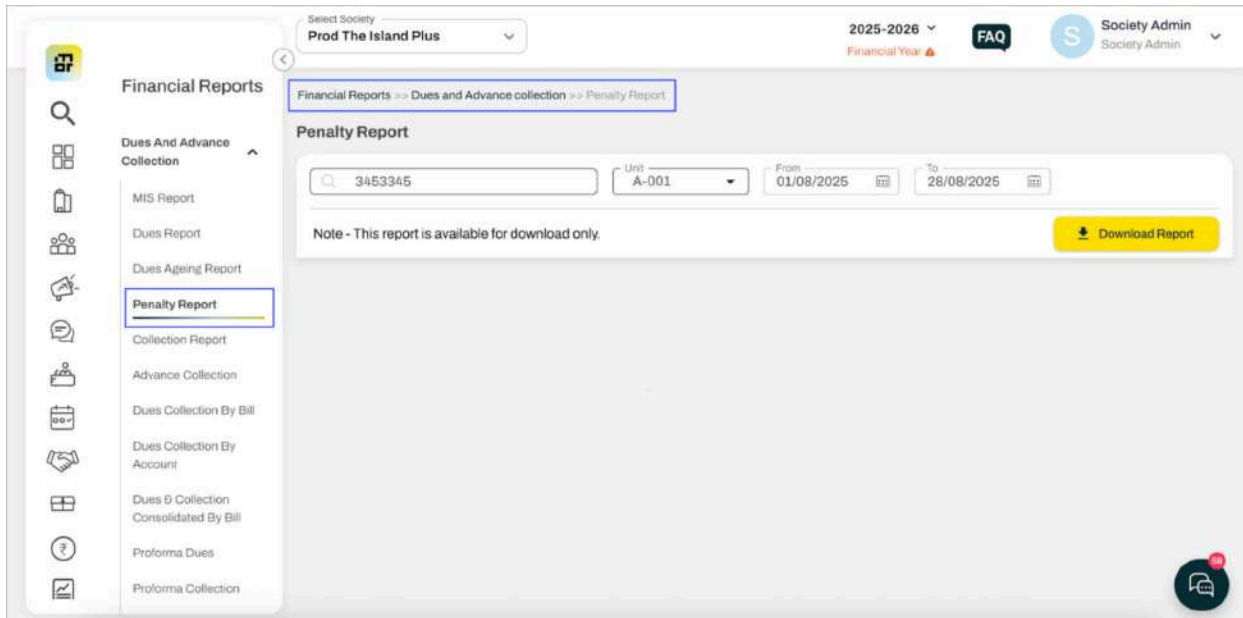 Select Society
Prod The Island Plus
2025-2026
Financial Year
FAQ
S
Society Admin
Society Admin
Financial Reports
Dues And Advance
Collection
MIS Report
Dues Report
Dues Ageing Report
Penalty Report
Collection Report
Advance Collection
Dues Collection By Bill
Dues Collection By
Account
Dues & Collection
Consolidated By Bill
Proforma Dues
Proforma Collection
Financial Reports >> Dues and Advance collection >> Penalty Report
Penalty Report
3453345
Unit
A-001
From
01/08/2025
To
28/08/2025
Note - This report is available for download only.
Download Report